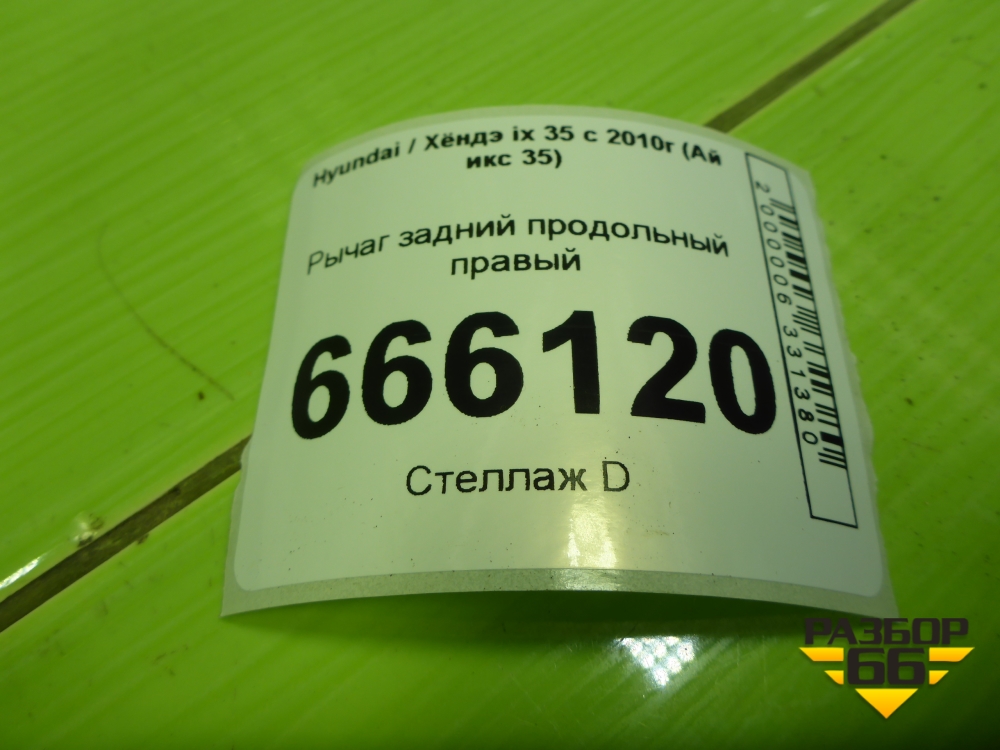 Hyundai / Хёндэ ix 35 с 2010г (Ай
икс 35)
Рычаг задний продольный
правый
666120
Стеллаж D
2000006331380
РАЗБОР
66